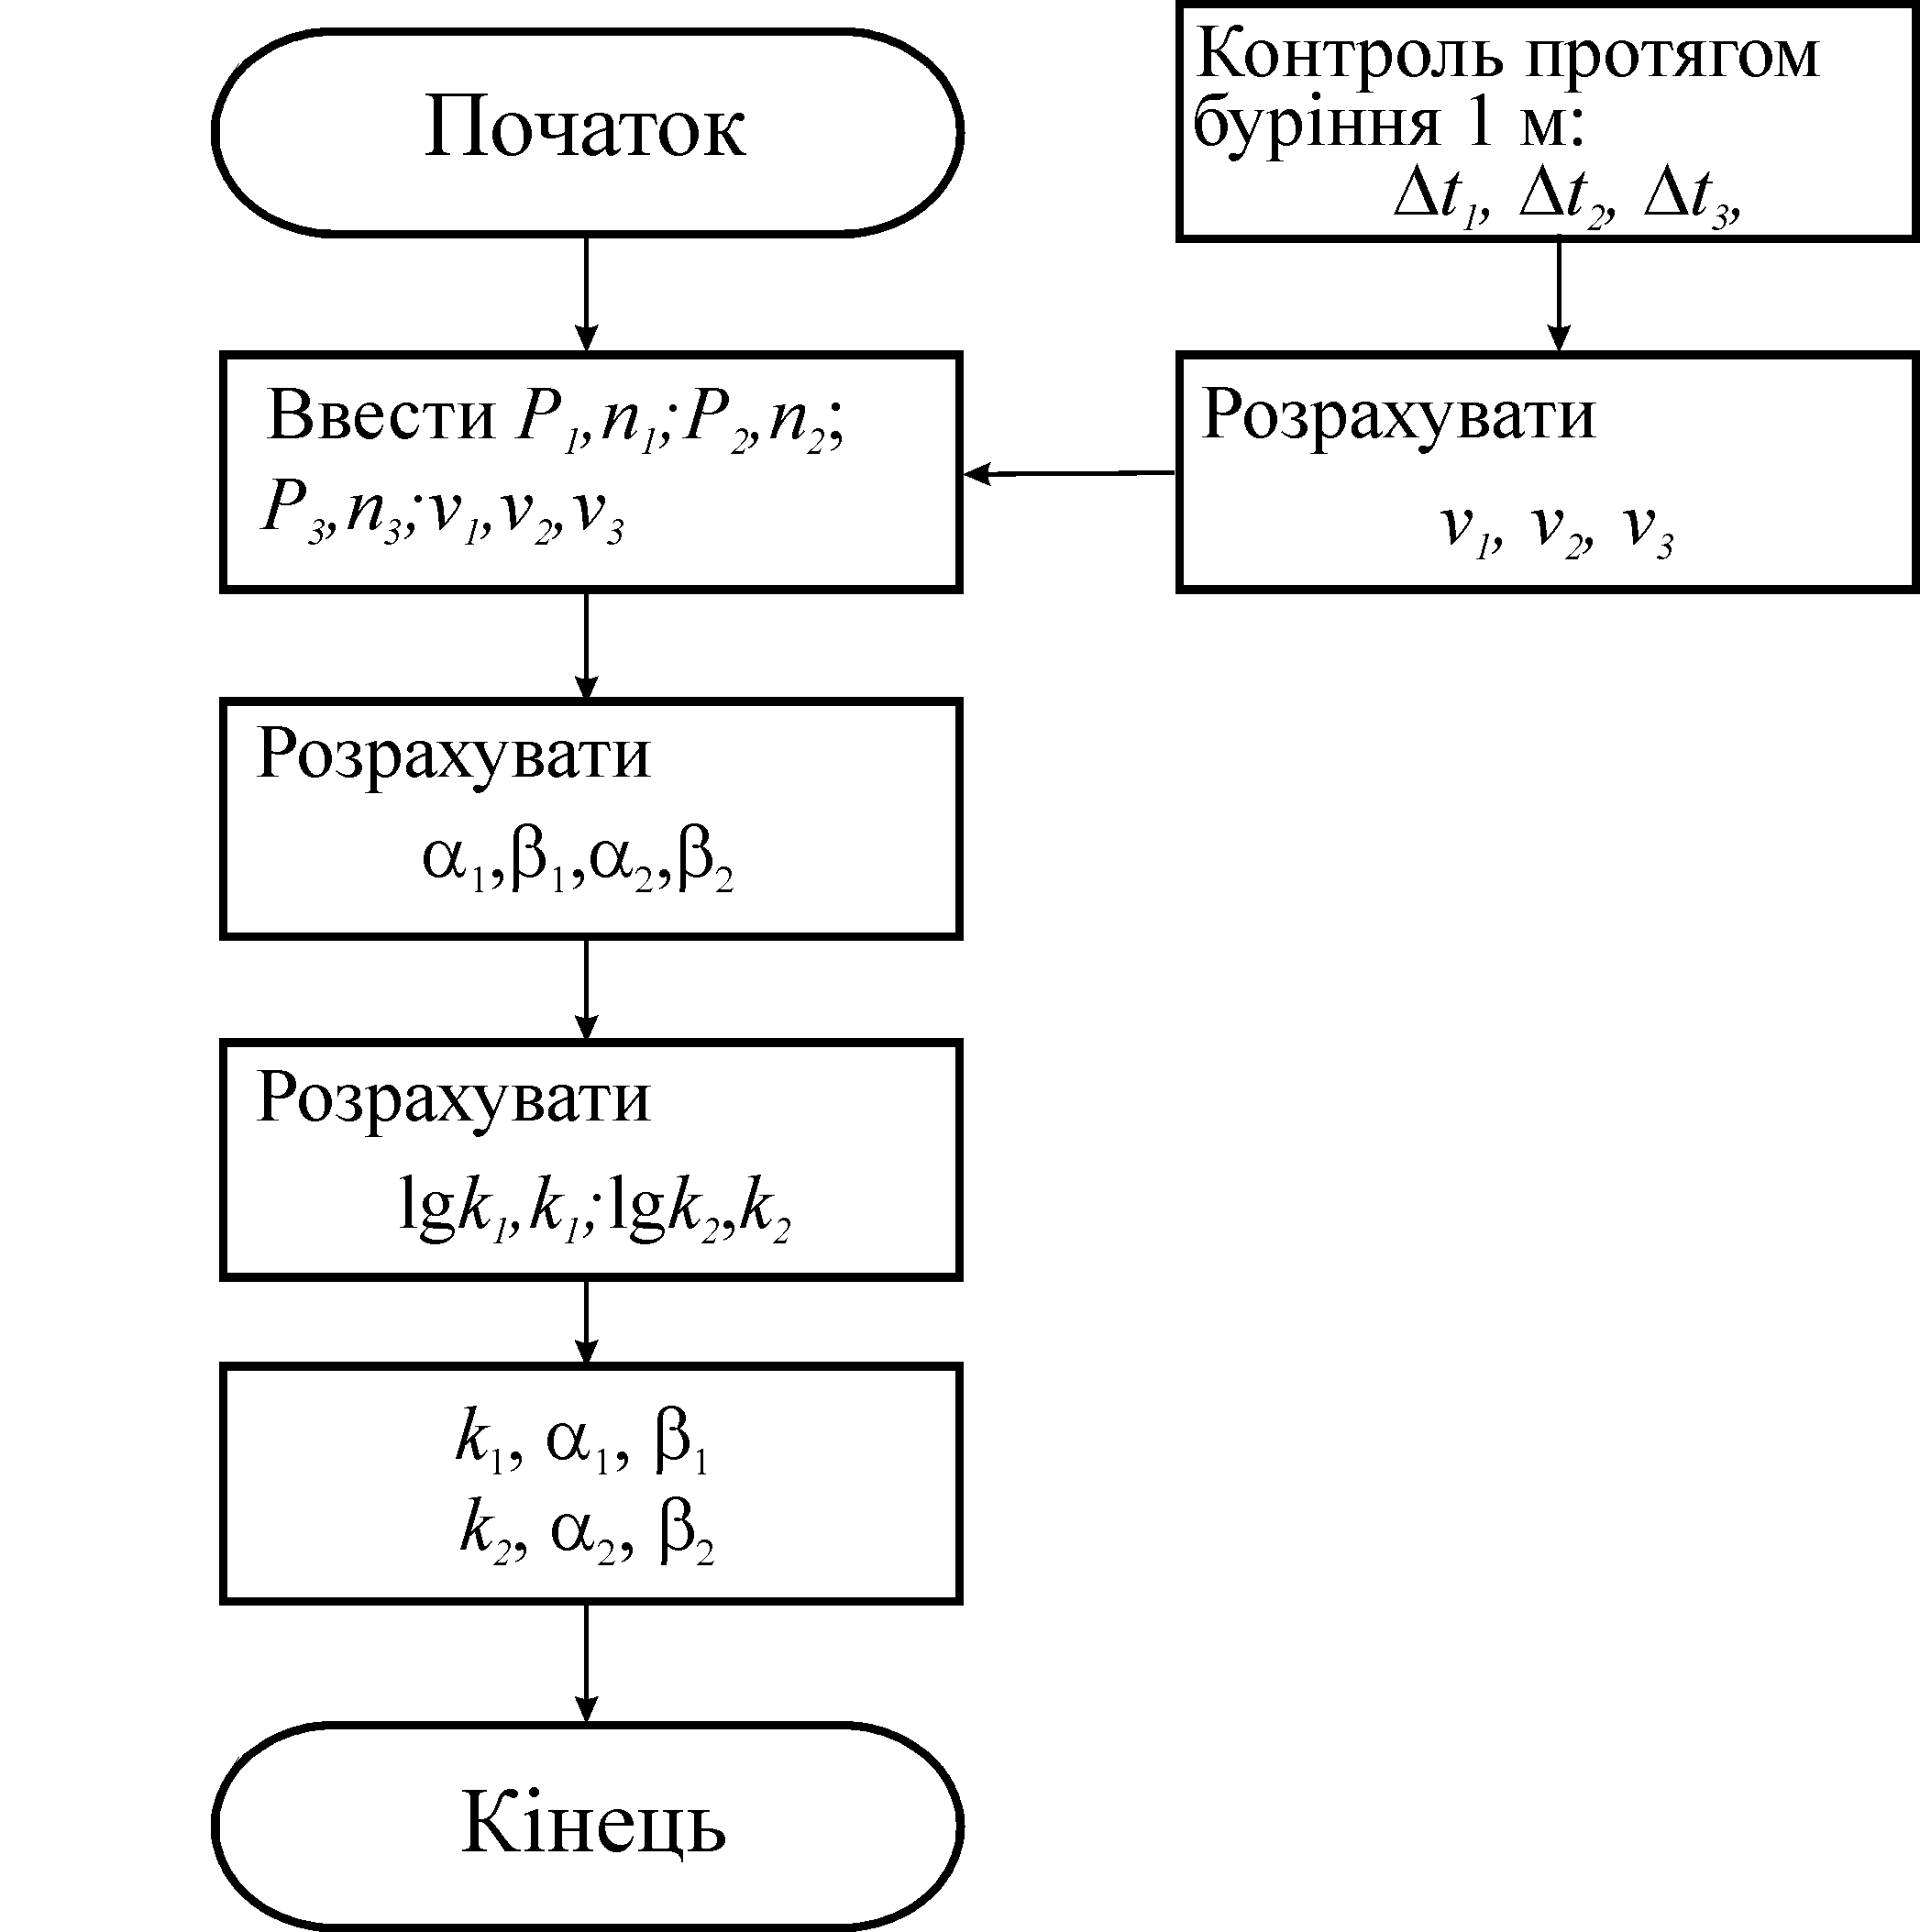 Початок
Контроль протягом
буріння 1 м:
Δt₁, Δt₂, Δt₃,
Ввести P₁,n₁;P₂,n₂;
P₃,n₃;v₁,v₂,v₃
Розрахувати
v₁, v₂, v₃
Розрахувати
α₁,β₁,α₂,β₂
Розрахувати
lgk₁,k₁;lgk₂,k₂
k₁, α₁, β₁
k₂, α₂, β₂
Кінець